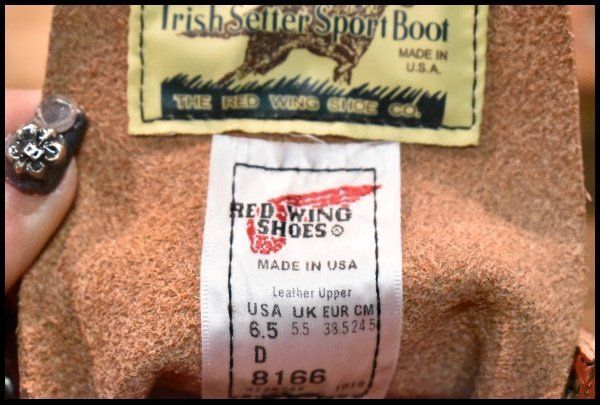 Irish Setter Sport Boot
MADE IN
U.S.A.
THE RED WING SHOE CO.
RED WING
SHOES
MADE IN USA
Leather Upper
USA UK EUR CM
6.5 5.5 38.5 24.5
D
8166